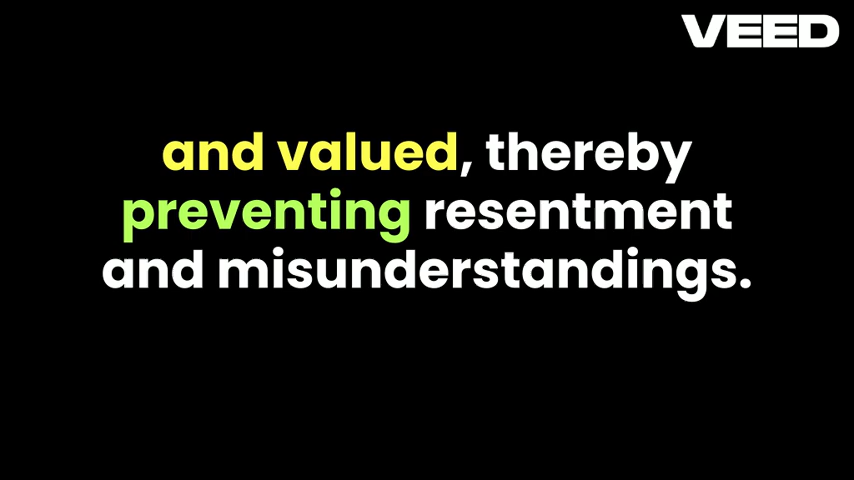 VEED
and valued, thereby
preventing resentment
and misunderstandings.